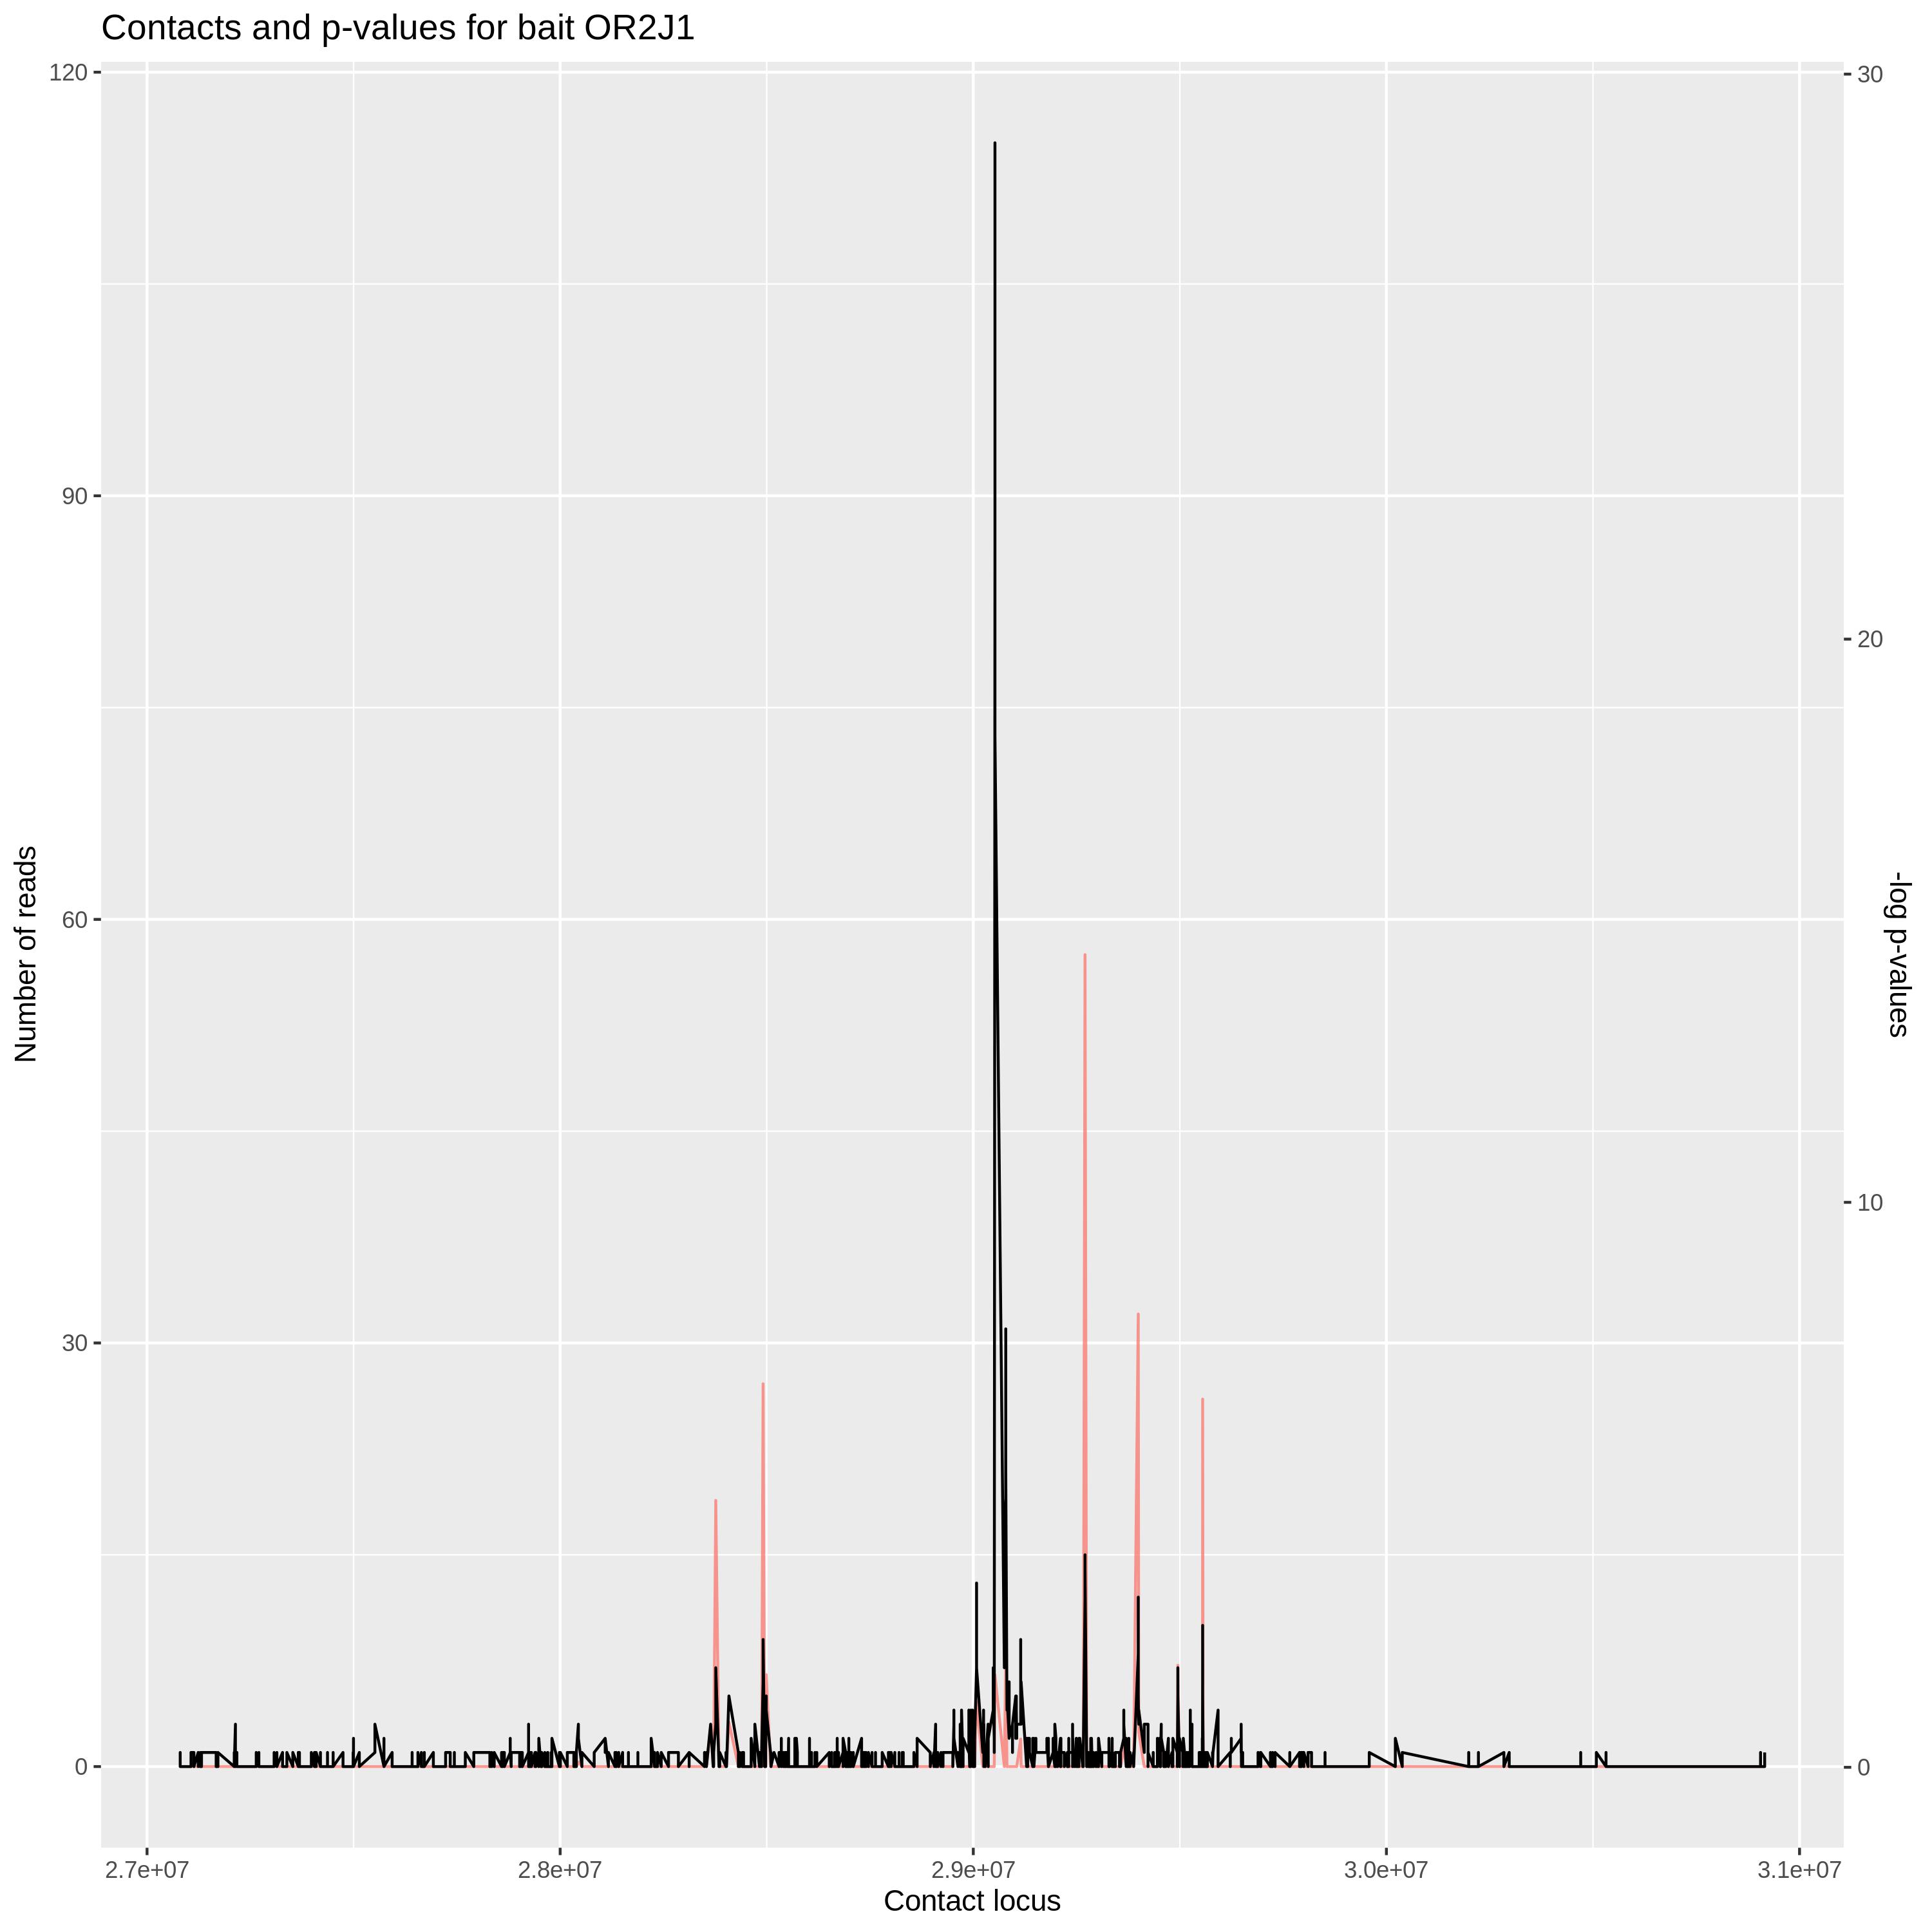 Contacts and p-values for bait OR2J1
120
90
60
30
0
Number of reads
30
20
10
0
-log p-values
2.7e+07
2.8e+07
2.9e+07
3.0e+07
3.1e+07
Contact locus